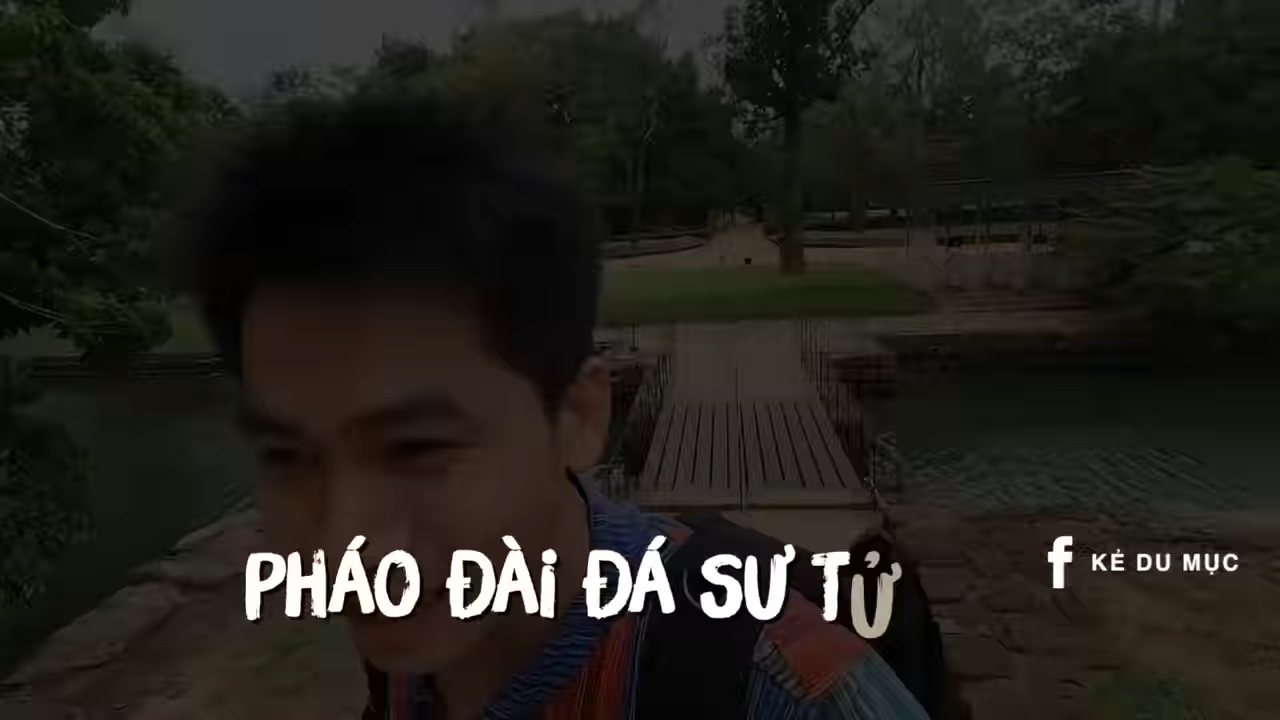 PHÁO ĐÀI ĐÁ SƯ TỬ
KẺ DU MỤC